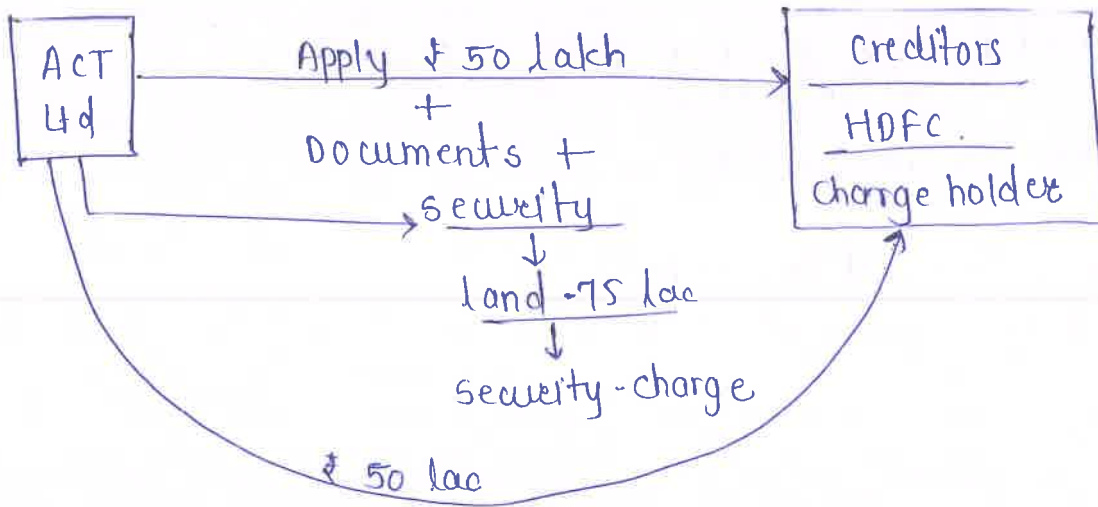 ACT
Ltd
Apply ₹ 50 lakh
+
Documents +
security
land - 75 lac
security - charge
₹ 50 lac
creditors
HDFC.
charge holder